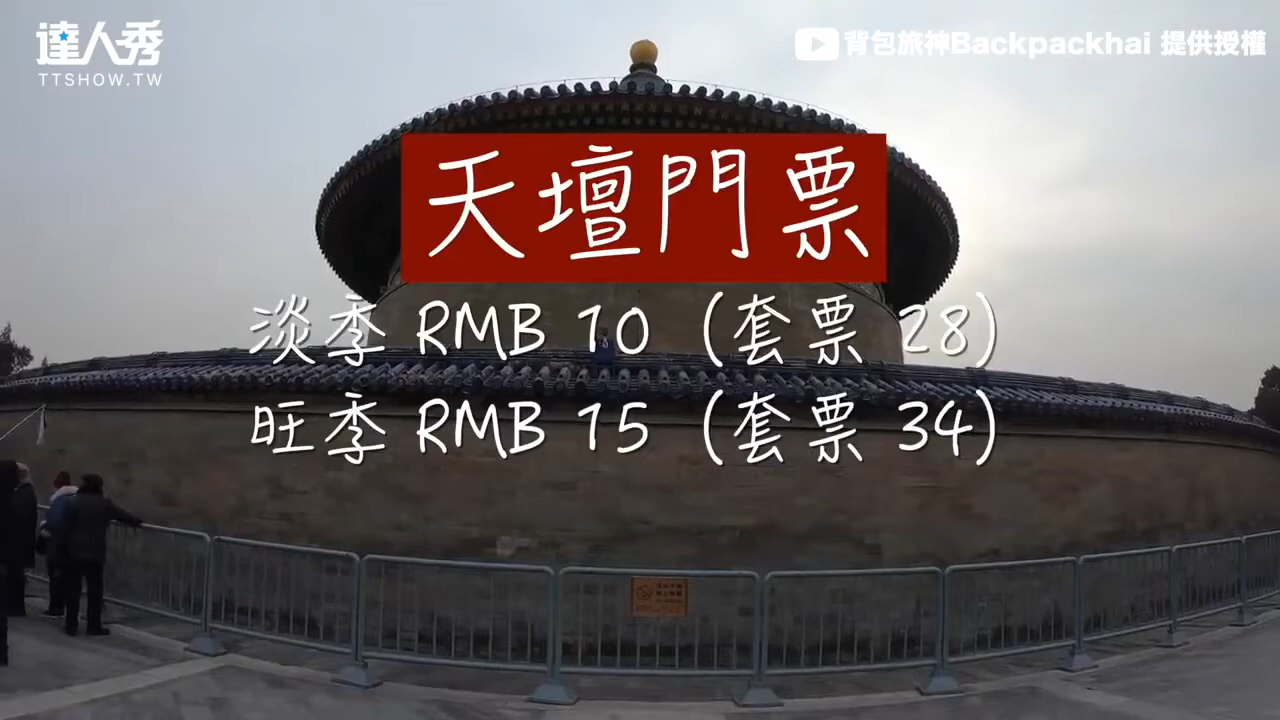 達人秀
TTSHOW.TW
背包旅神Backpackhai 提供授權
天壇門票
淡季 RMB 10 (套票 28)
旺季 RMB 15 (套票 34)